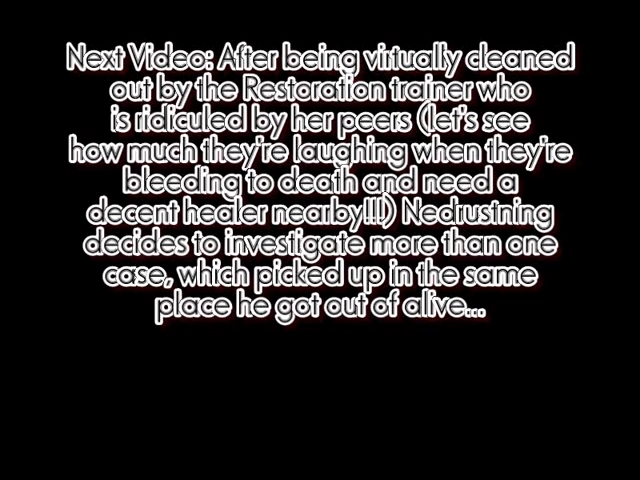 Next Video: After being virtually cleaned
out by the Restoration trainer who
is ridiculed by her peers (let's see
how much they're laughing when they're
bleeding to death and need a
decent healer nearby!!!) Nedrustning
decides to investigate more than one
case, which picked up in the same
place he got out of alive...